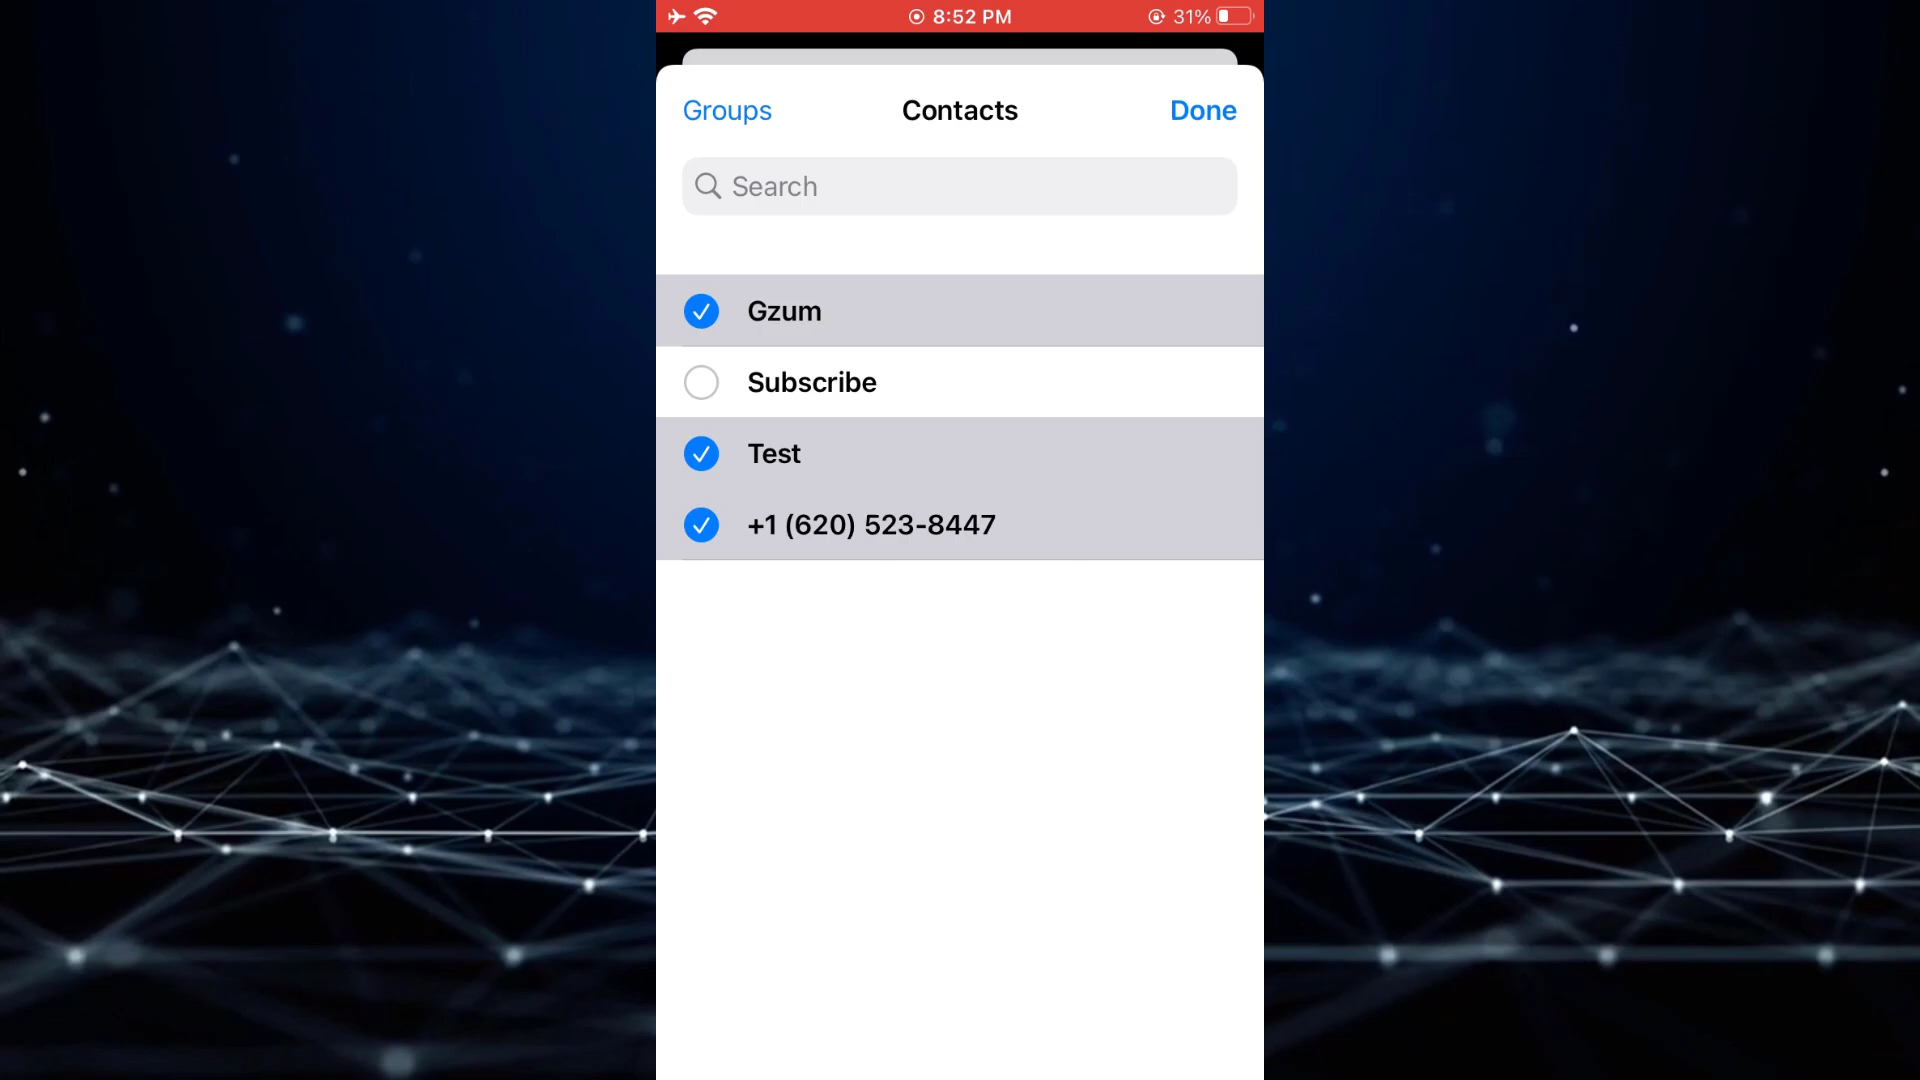 8:52 PM 31%
Groups Contacts Done
Search
Gzum
Subscribe
Test
+1 (620) 523-8447